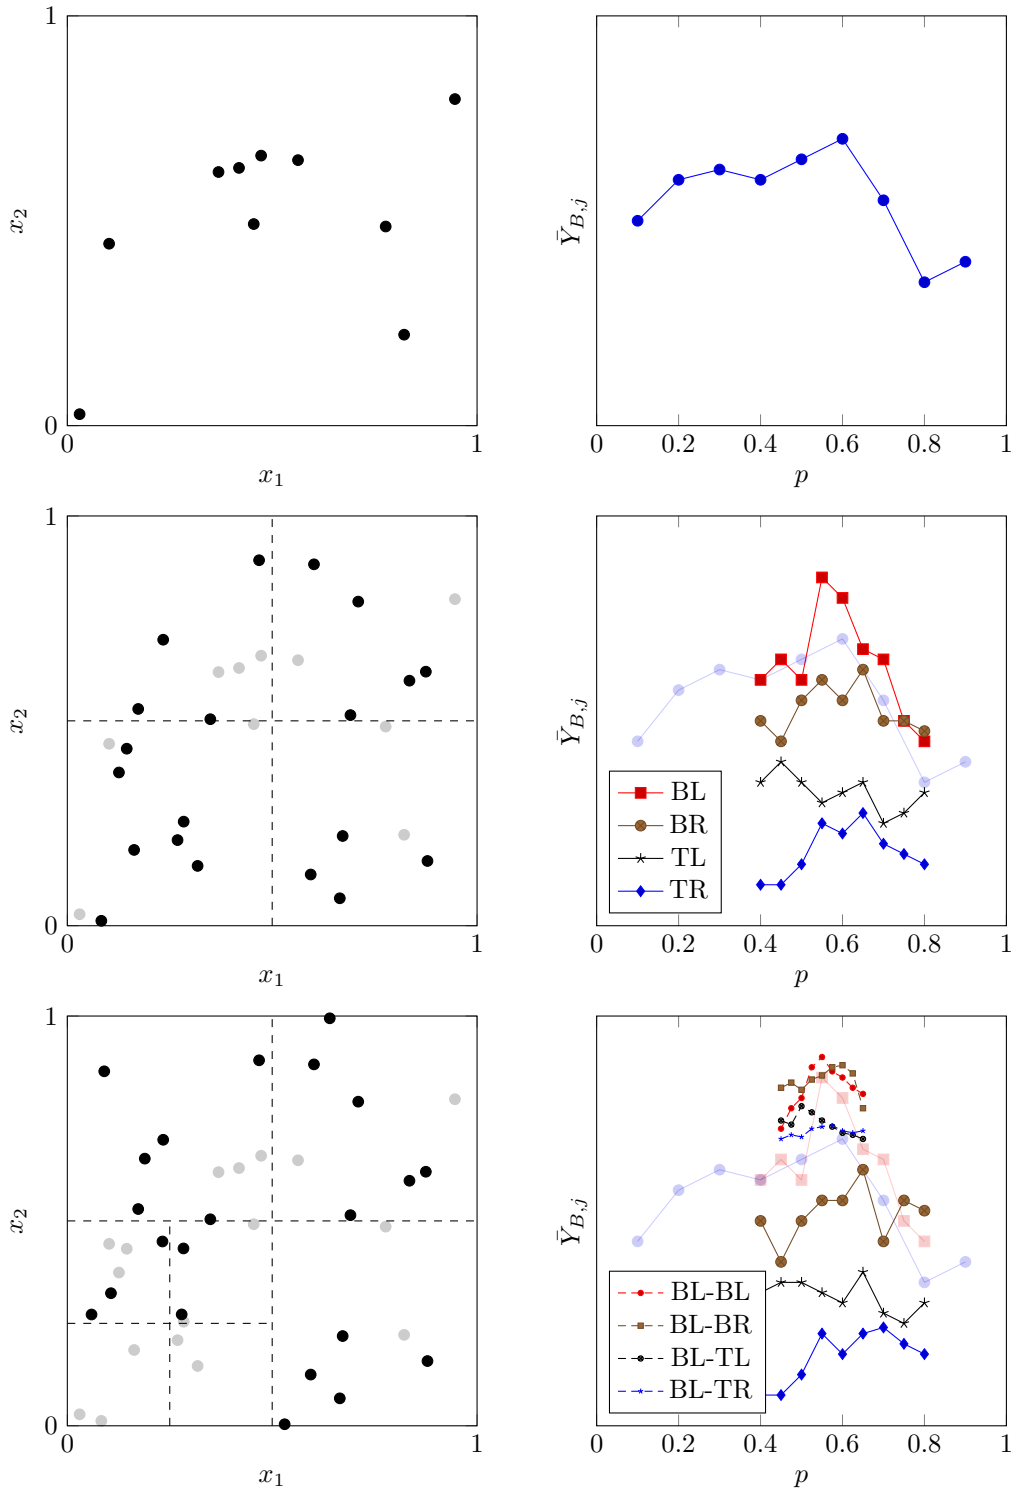 1
x₂
0
0 1
x₁
Ȳ_{B,j}
0 0.2 0.4 0.6 0.8 1
p
1
x₂
0
0 1
x₁
Ȳ_{B,j}
BL
BR
TL
TR
0 0.2 0.4 0.6 0.8 1
p
1
x₂
0
0 1
x₁
Ȳ_{B,j}
BL-BL
BL-BR
BL-TL
BL-TR
0 0.2 0.4 0.6 0.8 1
p